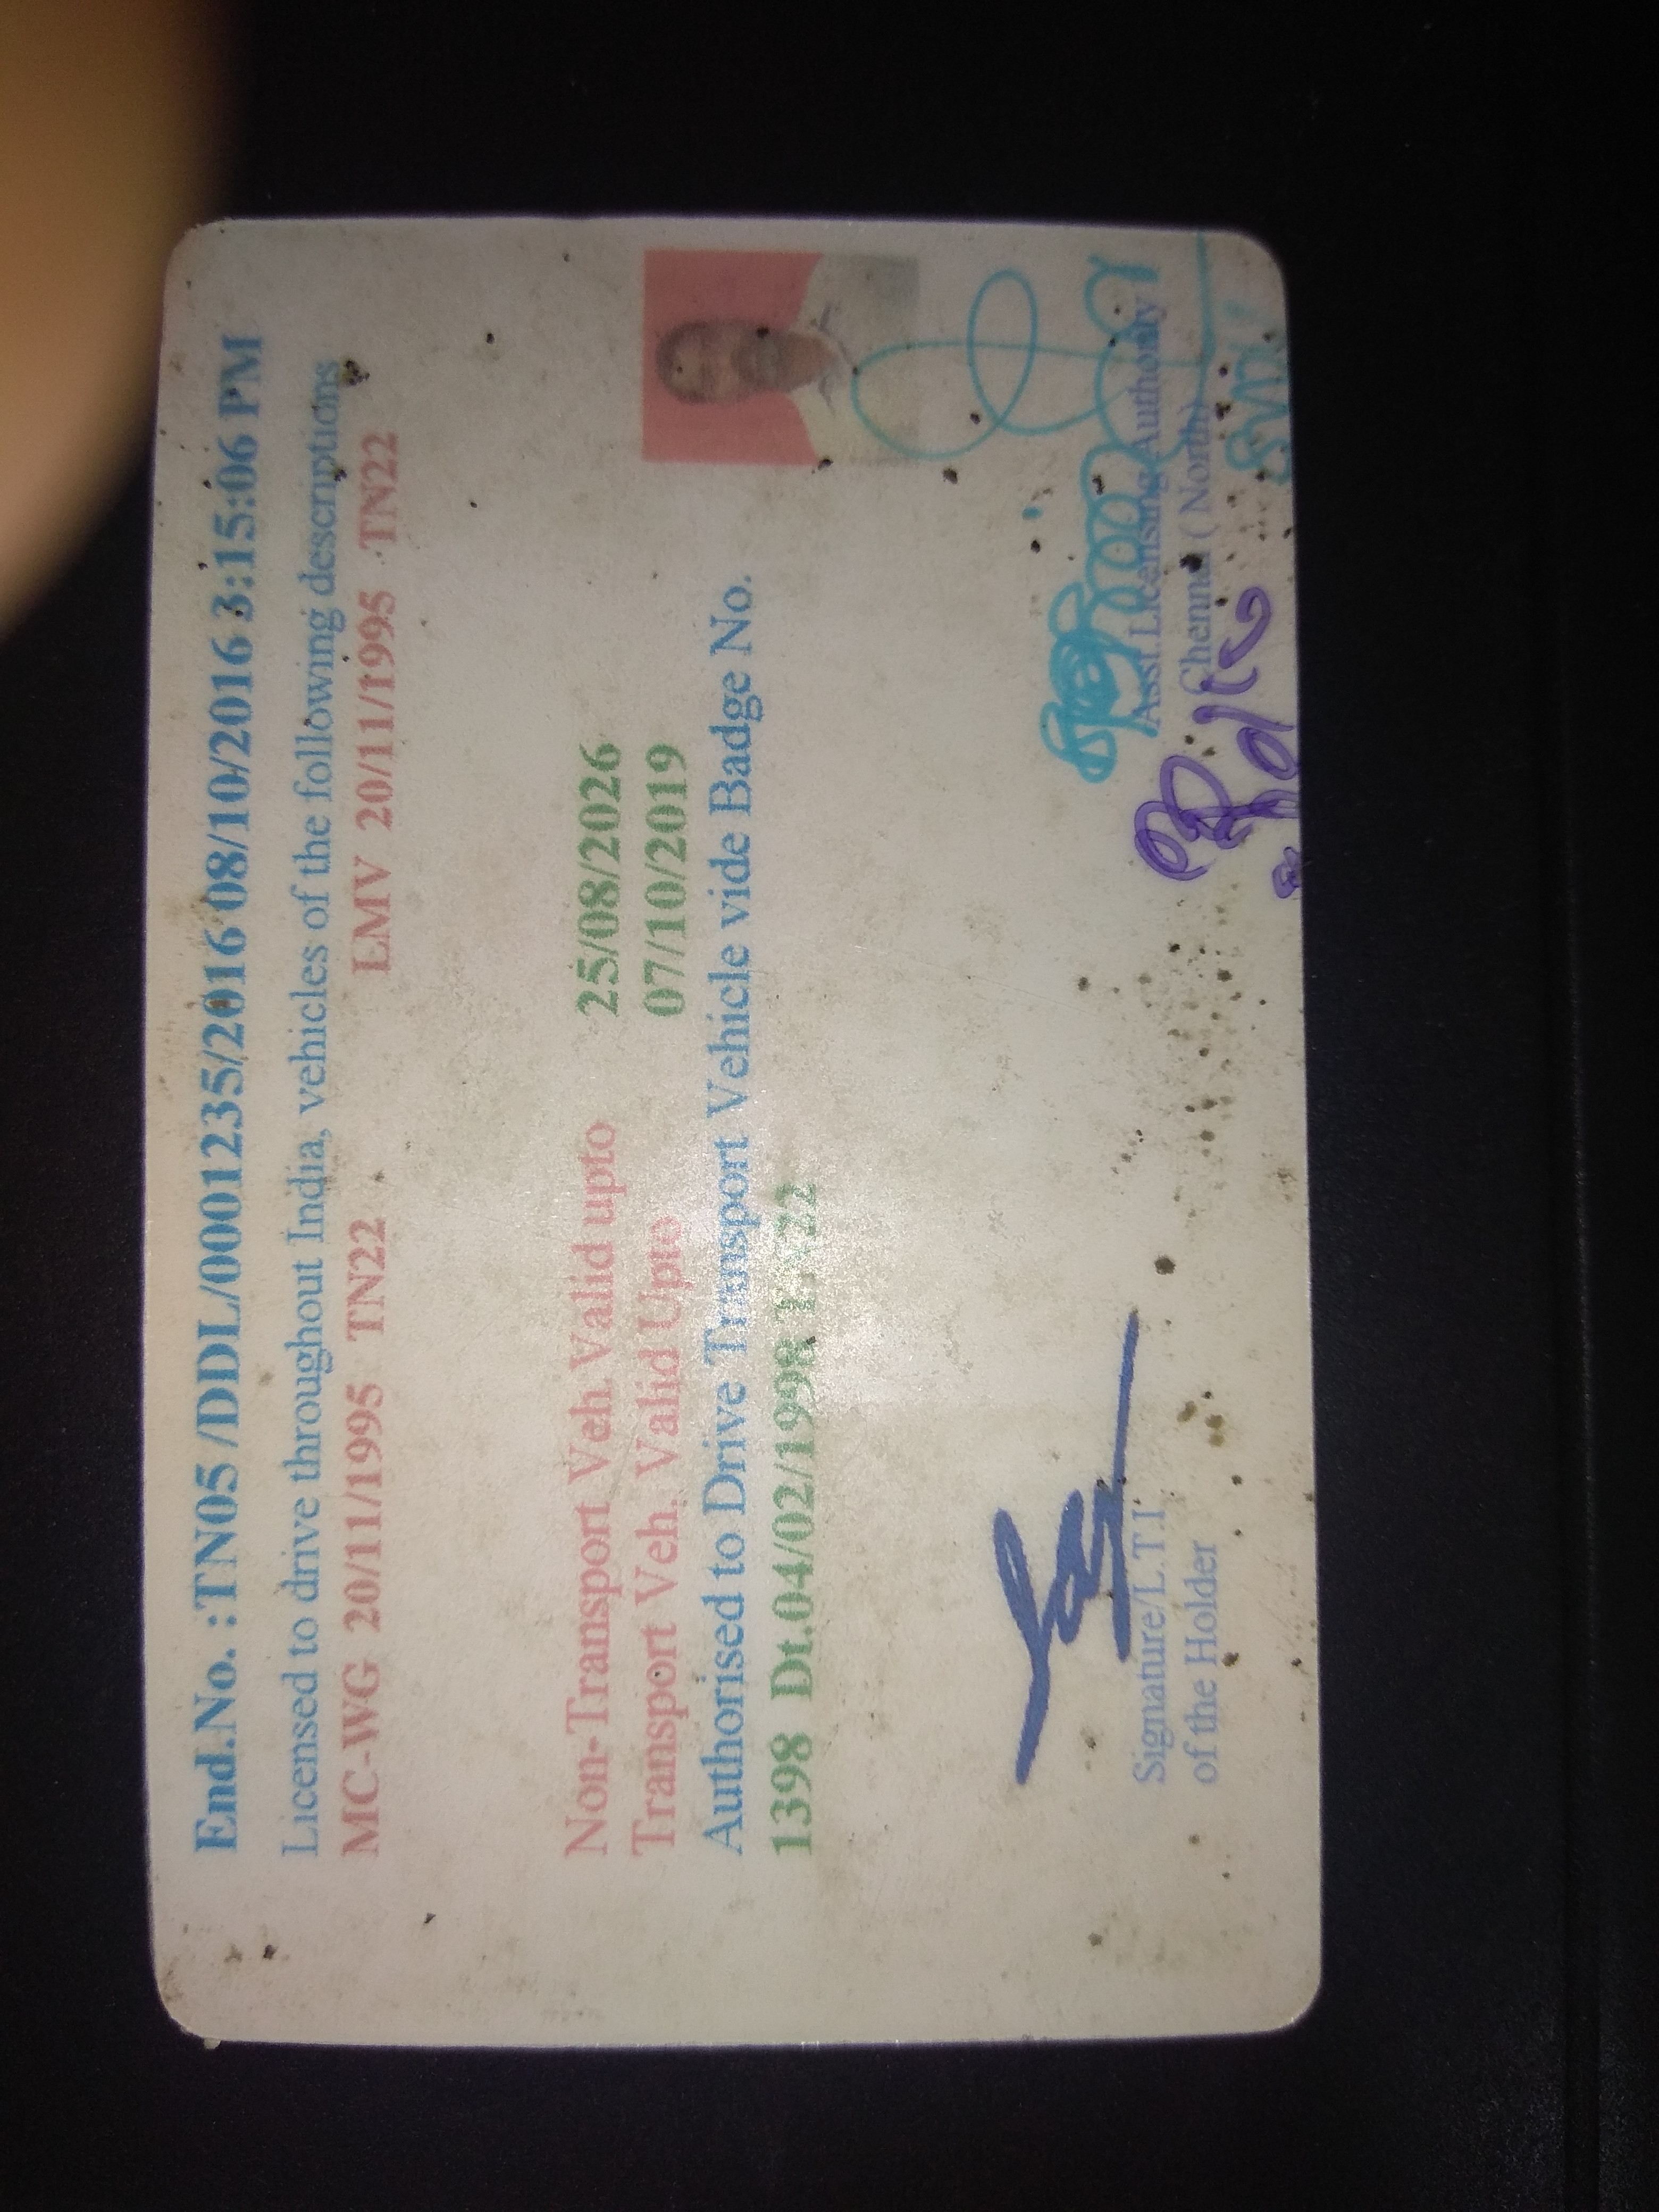 End.No. :TN05 /DDL/0001235/2016 08/10/2016 3:15:06 PM
Licensed to drive throughout India, vehicles of the following descriptions
MC-WG 20/11/1995 TN22 LMV 20/11/1995 TN22
Non-Transport Veh. Valid upto 25/08/2026
Transport Veh. Valid Upto 07/10/2019
Authorised to Drive Transport Vehicle vide Badge No.
1398 Dt.04/02/1998 TN22
Signature/L.T.I
of the Holder
Asst.Licensing Authority
Chennai ( North)